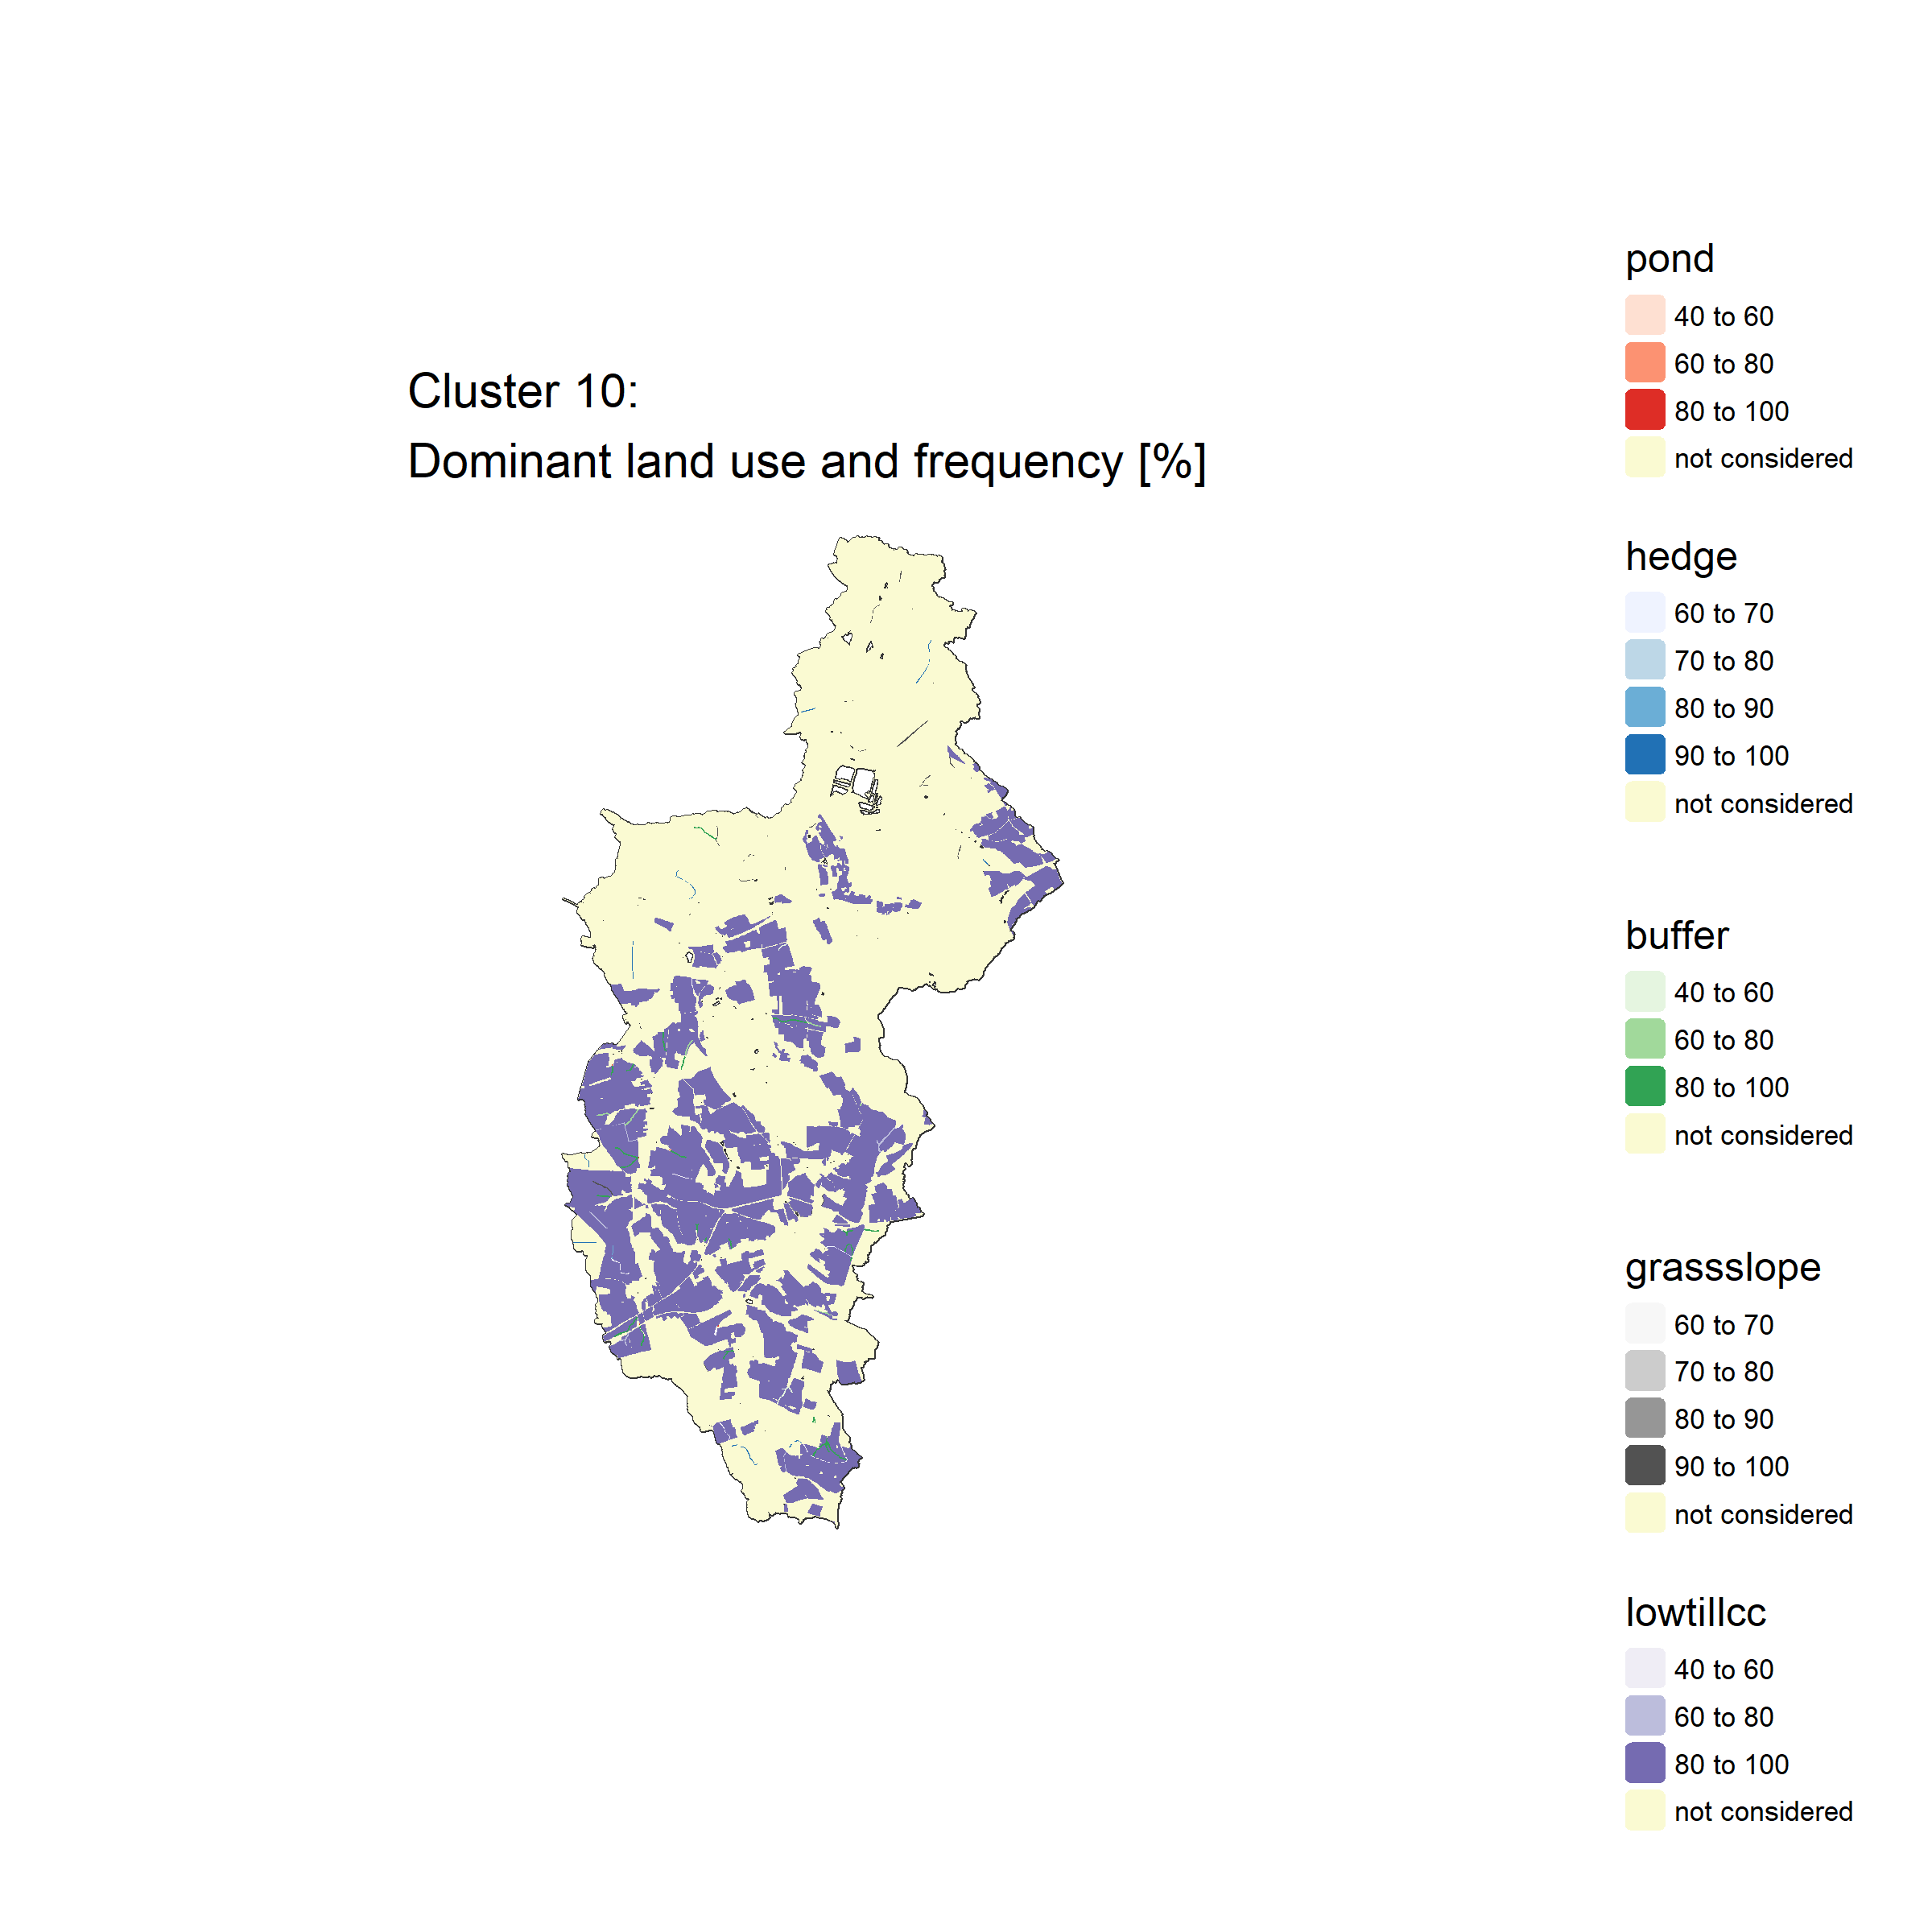 Cluster 10:
Dominant land use and frequency [%]
pond
40 to 60
60 to 80
80 to 100
not considered
hedge
60 to 70
70 to 80
80 to 90
90 to 100
not considered
buffer
40 to 60
60 to 80
80 to 100
not considered
grassslope
60 to 70
70 to 80
80 to 90
90 to 100
not considered
lowtillcc
40 to 60
60 to 80
80 to 100
not considered